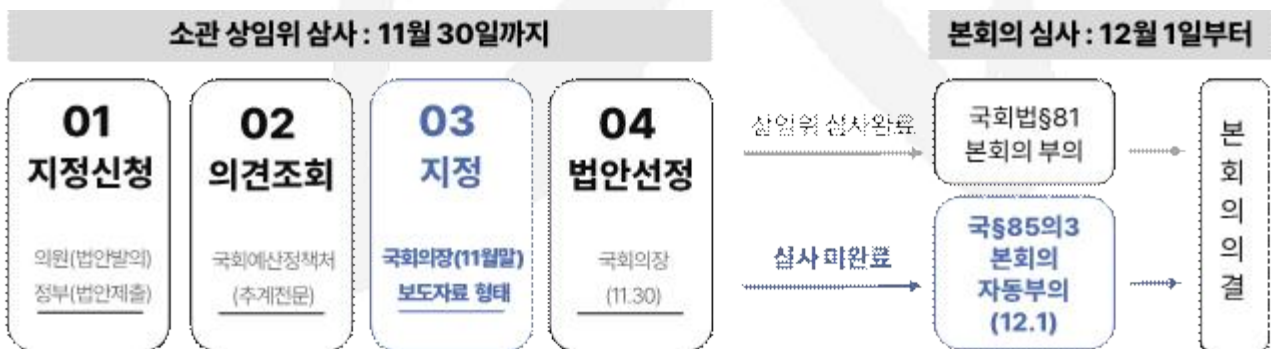 소관 상임위 삼사 : 11월 30일까지
본회의 심사 : 12월 1일부터
01
지정신청
의원(법안발의)
정부(법안제출)
02
의견조회
국회예산정책처
(추계전문)
03
지정
국회의장(11월말)
보도자료 형태
04
법안선정
국회의장
(11.30)
상임위 심사완료
심사 미완료
국회법§81
본회의 부의
국§85의3
본회의
자동부의
(12.1)
본
회
의
의
결